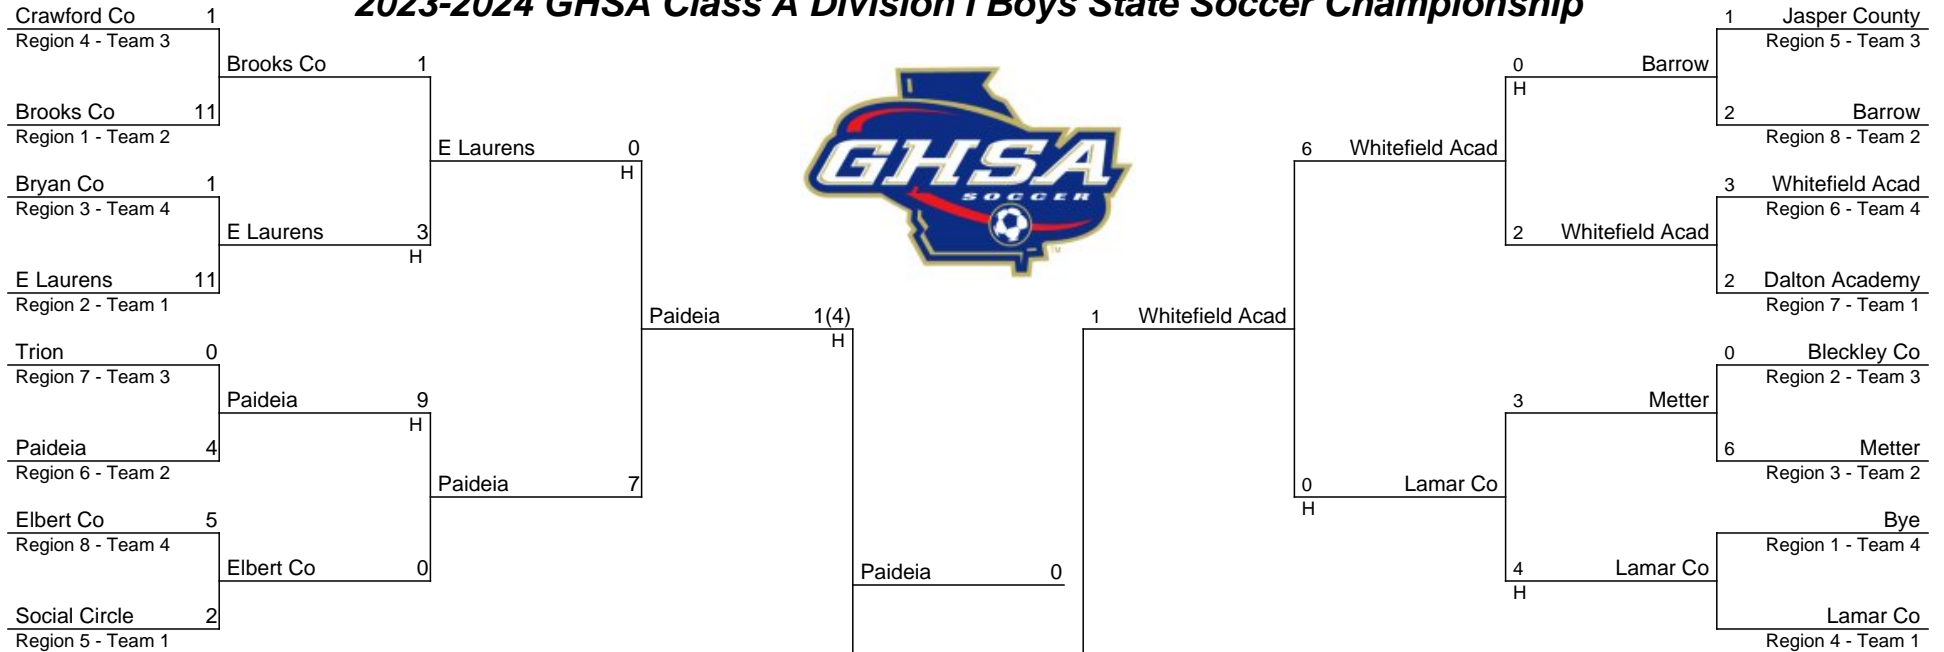 2023-2024 GHSA Class A Division I Boys State Soccer Championship
Crawford Co 1
Region 4 - Team 3
Brooks Co 1
Brooks Co 11
Region 1 - Team 2
E Laurens 0
H
Bryan Co 1
Region 3 - Team 4
E Laurens 3
H
E Laurens 11
Region 2 - Team 1
Paideia 1(4)
H
Trion 0
Region 7 - Team 3
Paideia 9
H
Paideia 4
Region 6 - Team 2
Paideia 7
Elbert Co 5
Region 8 - Team 4
Elbert Co 0
Social Circle 2
Region 5 - Team 1
Paideia 0
GHSA
SOCCER
TM
1 Jasper County
Region 5 - Team 3
0 Barrow
H
2 Barrow
Region 8 - Team 2
6 Whitefield Acad
3 Whitefield Acad
Region 6 - Team 4
2 Whitefield Acad
2 Dalton Academy
Region 7 - Team 1
1 Whitefield Acad
0 Bleckley Co
Region 2 - Team 3
3 Metter
6 Metter
Region 3 - Team 2
0 Lamar Co
H
Bye
Region 1 - Team 4
4 Lamar Co
H
Lamar Co
Region 4 - Team 1